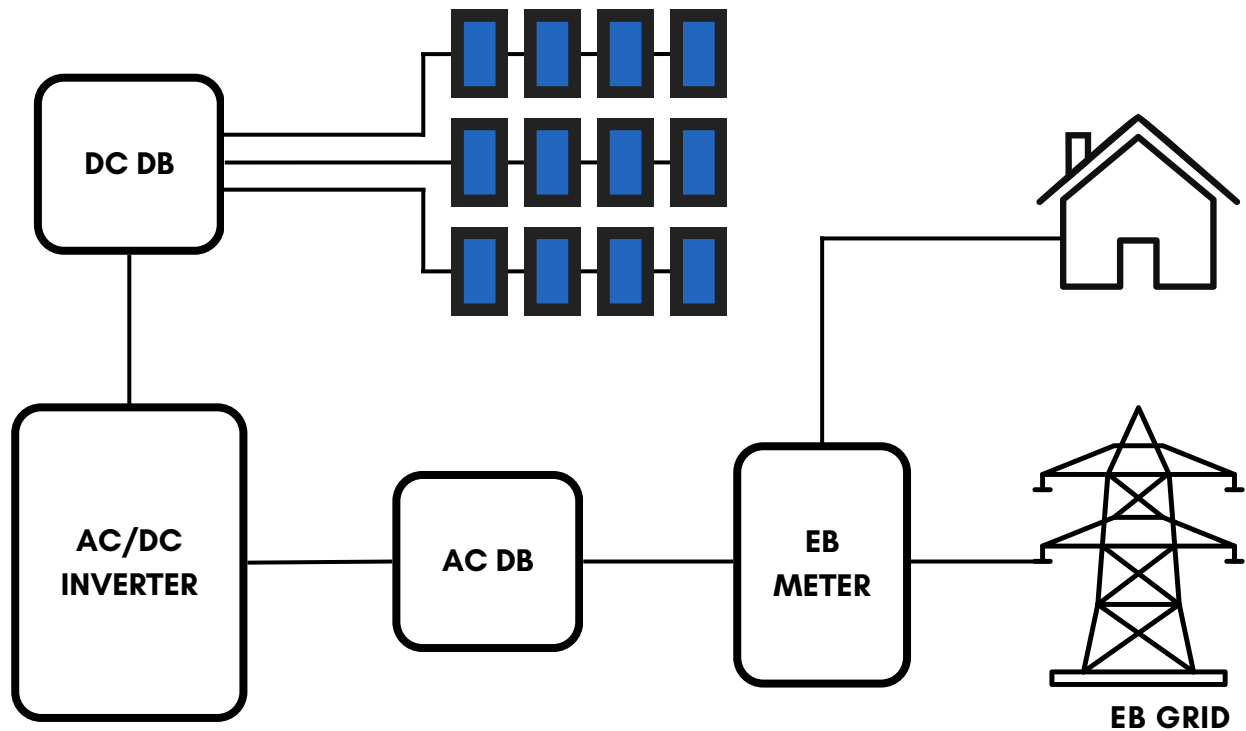 DC DB
AC/DC
INVERTER
AC DB
EB
METER
EB GRID